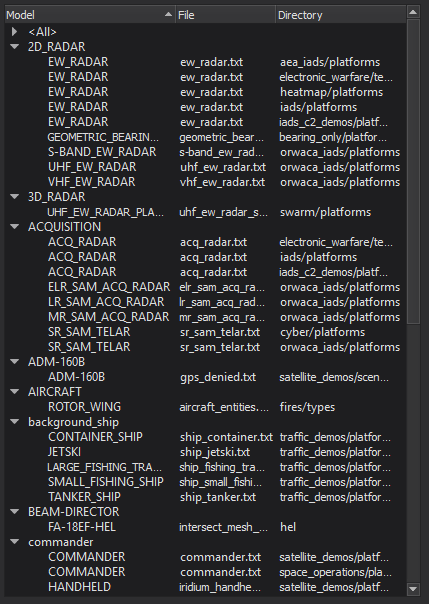 Model File Directory
<All>
2D_RADAR
EW_RADAR ew_radar.txt aea_iads/platforms
EW_RADAR ew_radar.txt electronic_warfare/te...
EW_RADAR ew_radar.txt heatmap/platforms
EW_RADAR ew_radar.txt iads/platforms
EW_RADAR ew_radar.txt iads_c2_demos/platf...
GEOMETRIC_BEARIN... geometric_bear... bearing_only/platfor...
S-BAND_EW_RADAR s-band_ew_rad... orwaca_iads/platforms
UHF_EW_RADAR uhf_ew_radar.txt orwaca_iads/platforms
VHF_EW_RADAR vhf_ew_radar.txt orwaca_iads/platforms
3D_RADAR
UHF_EW_RADAR_PLA... uhf_ew_radar_s... swarm/platforms
ACQUISITION
ACQ_RADAR acq_radar.txt electronic_warfare/te...
ACQ_RADAR acq_radar.txt iads/platforms
ACQ_RADAR acq_radar.txt iads_c2_demos/platf...
ELR_SAM_ACQ_RADAR elr_sam_acq_ra... orwaca_iads/platforms
LR_SAM_ACQ_RADAR lr_sam_acq_rad... orwaca_iads/platforms
MR_SAM_ACQ_RADAR mr_sam_acq_ra... orwaca_iads/platforms
SR_SAM_TELAR sr_sam_telar.txt cyber/platforms
SR_SAM_TELAR sr_sam_telar.txt orwaca_iads/platforms
ADM-160B
ADM-160B gps_denied.txt satellite_demos/scen...
AIRCRAFT
ROTOR_WING aircraft_entities.... fires/types
background_ship
CONTAINER_SHIP ship_container.txt traffic_demos/platfor...
JETSKI ship_jetski.txt traffic_demos/platfor...
LARGE_FISHING_TRA... ship_fishing_tra... traffic_demos/platfor...
SMALL_FISHING_SHIP ship_small_fishi... traffic_demos/platfor...
TANKER_SHIP ship_tanker.txt traffic_demos/platfor...
BEAM-DIRECTOR
FA-18EF-HEL intersect_mesh_... hel
commander
COMMANDER commander.txt satellite_demos/platf...
COMMANDER commander.txt space_operations/pla...
HANDHELD iridium_handhe... satellite_demos/platf...